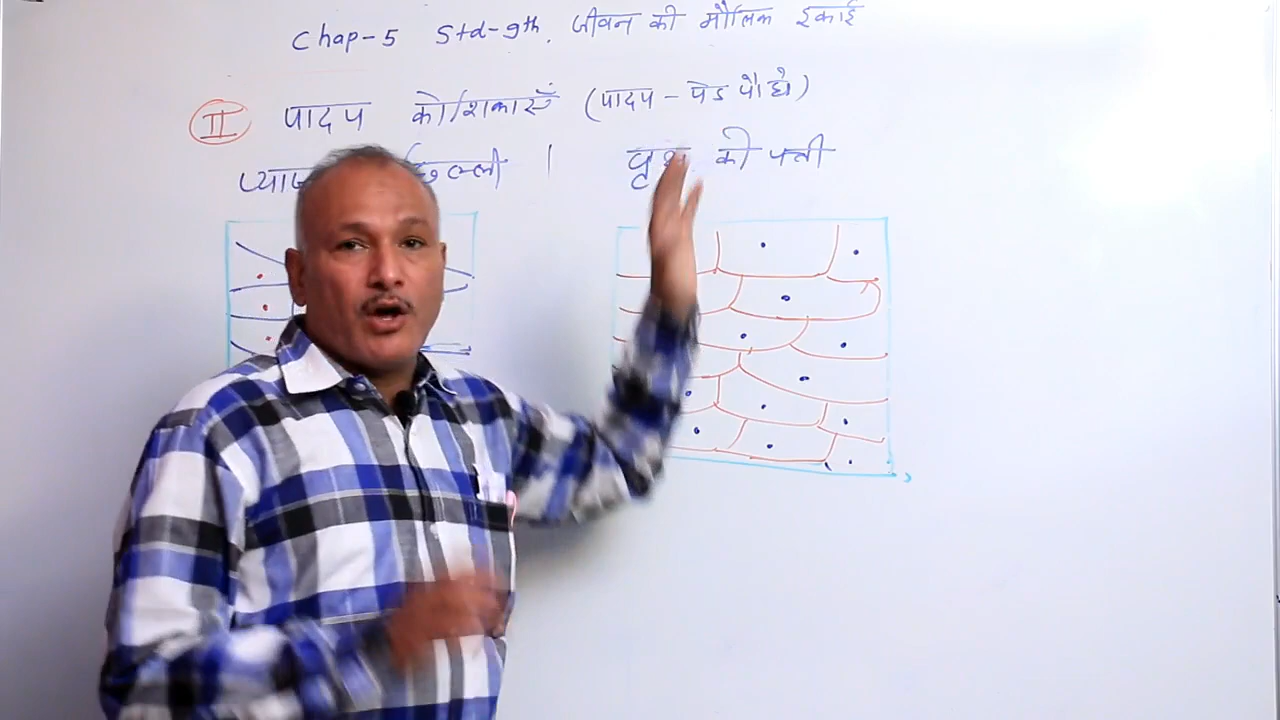 Chap-5 Std-9th. जीवन की मौलिक इकाई
II पादप कोशिकाएँ (पादप - पेड पौधे)
की पत्ती